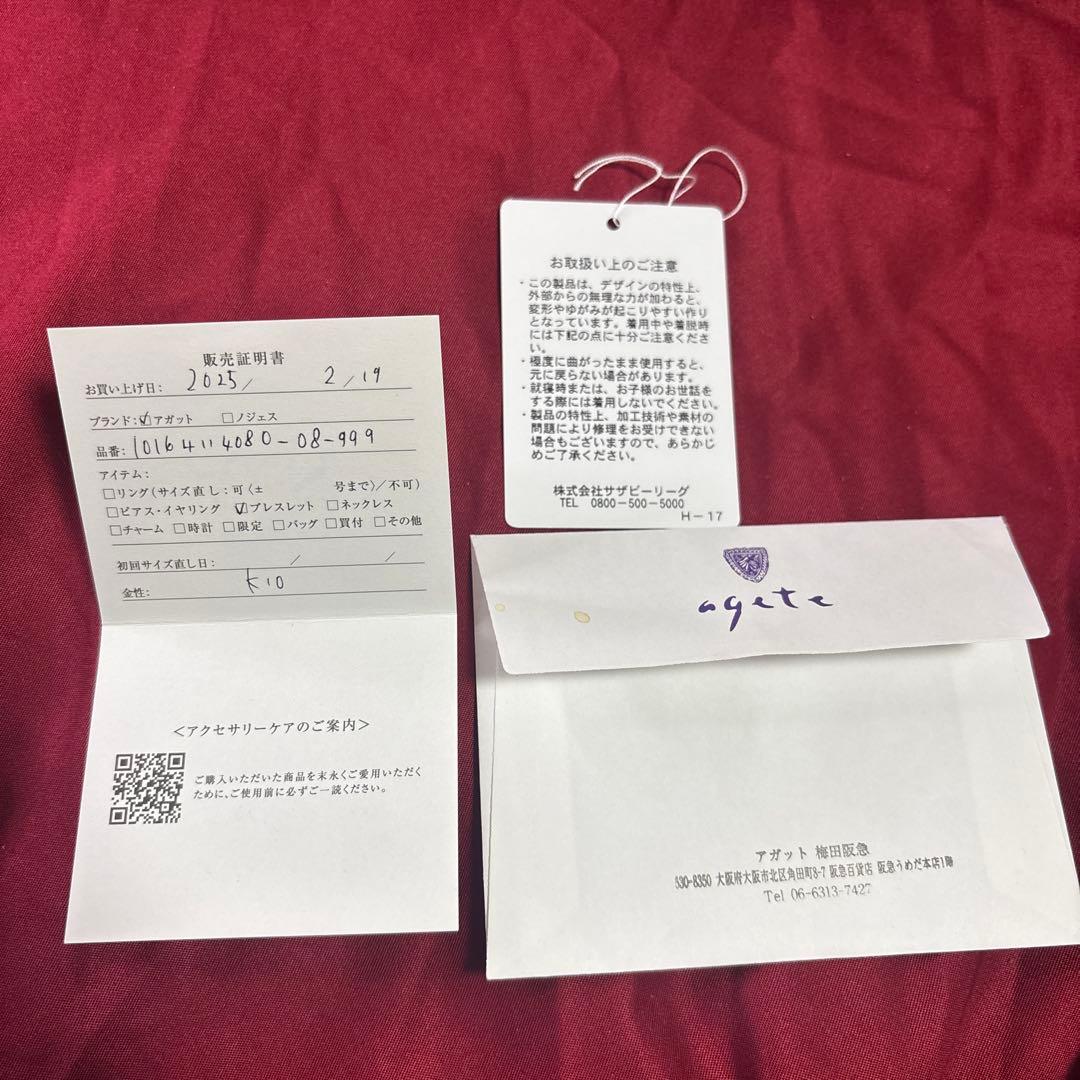 販売証明書
お買い上げ日: 2025/ 2/19
ブランド:☑アガット □ノジェス
品番: 10164114080-08-999
アイテム:
□リング(サイズ直し:可〈± 号まで〉/不可)
□ピアス・イヤリング ☑ブレスレット □ネックレス
□チャーム □時計 □限定 □バッグ □買付 □その他
初回サイズ直し日: / /
金性: K10
<アクセサリーケアのご案内>
ご購入いただいた商品を末永くご愛用いただく
ために、ご使用前に必ずご一読ください。
お取扱い上のご注意
・この製品は、デザインの特性上、
外部からの無理な力が加わると、
変形やゆがみが起こりやすい作り
となっています。着用中や着脱時
には下記の点に十分ご注意くださ
い。
・極度に曲がったまま使用すると、
元に戻らない場合があります。
・就寝時または、お子様のお世話を
する際には着用しないでください。
・製品の特性上、加工技術や素材の
問題により修理をお受けできない
場合もございますので、あらかじ
めご了承ください。
株式会社サザビーリーグ
TEL 0800-500-5000
H-17
agete
アガット 梅田阪急
530-8350 大阪府大阪市北区角田町8-7 阪急百貨店 阪急うめだ本店1階
Tel 06-6313-7427